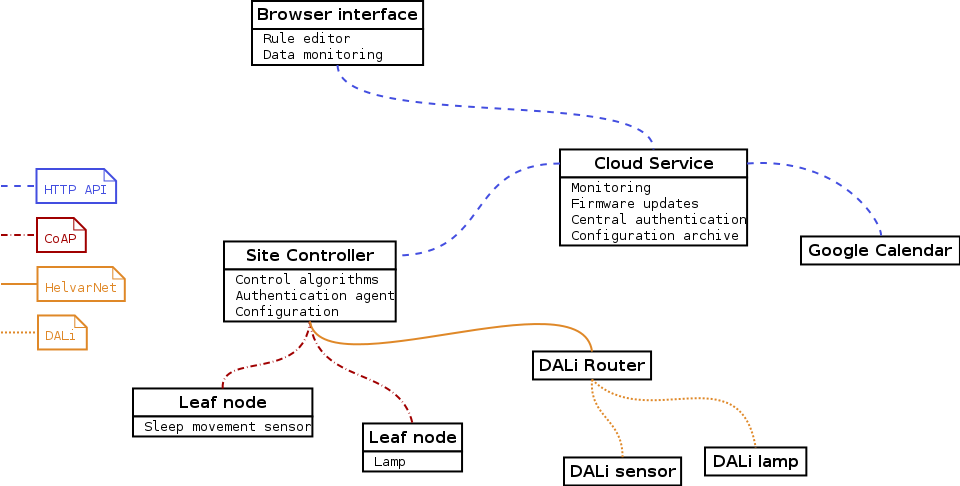 Browser interface
Rule editor
Data monitoring
Cloud Service
Monitoring
Firmware updates
Central authentication
Configuration archive
Google Calendar
HTTP API
CoAP
HelvarNet
DALi
Site Controller
Control algorithms
Authentication agent
Configuration
DALi Router
Leaf node
Sleep movement sensor
Leaf node
Lamp
DALi sensor
DALi lamp